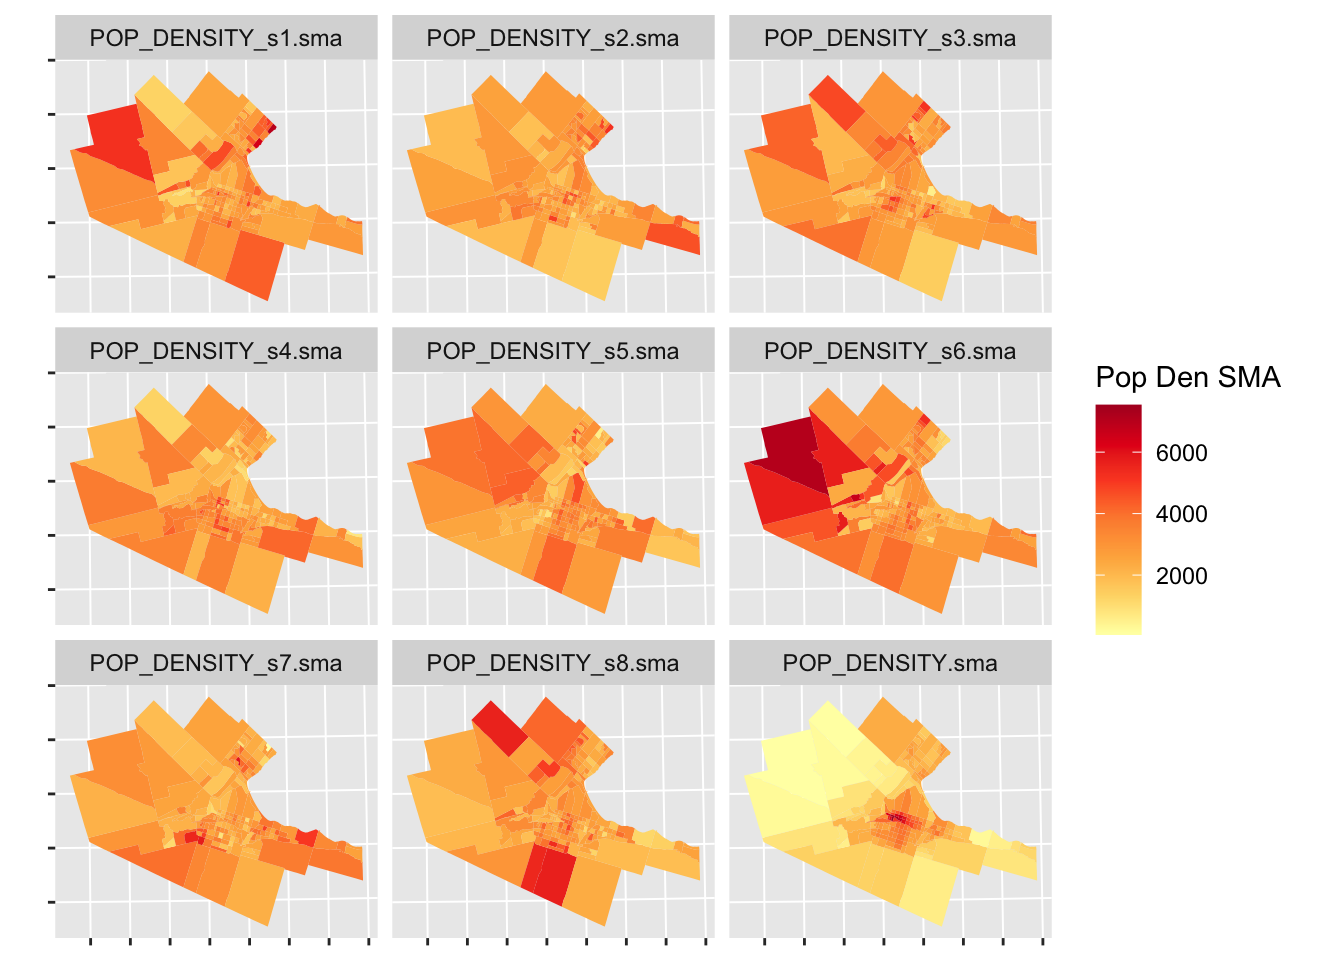 POP_DENSITY_s1.sma
POP_DENSITY_s2.sma
POP_DENSITY_s3.sma
POP_DENSITY_s4.sma
POP_DENSITY_s5.sma
POP_DENSITY_s6.sma
POP_DENSITY_s7.sma
POP_DENSITY_s8.sma
POP_DENSITY.sma
Pop Den SMA
6000
4000
2000